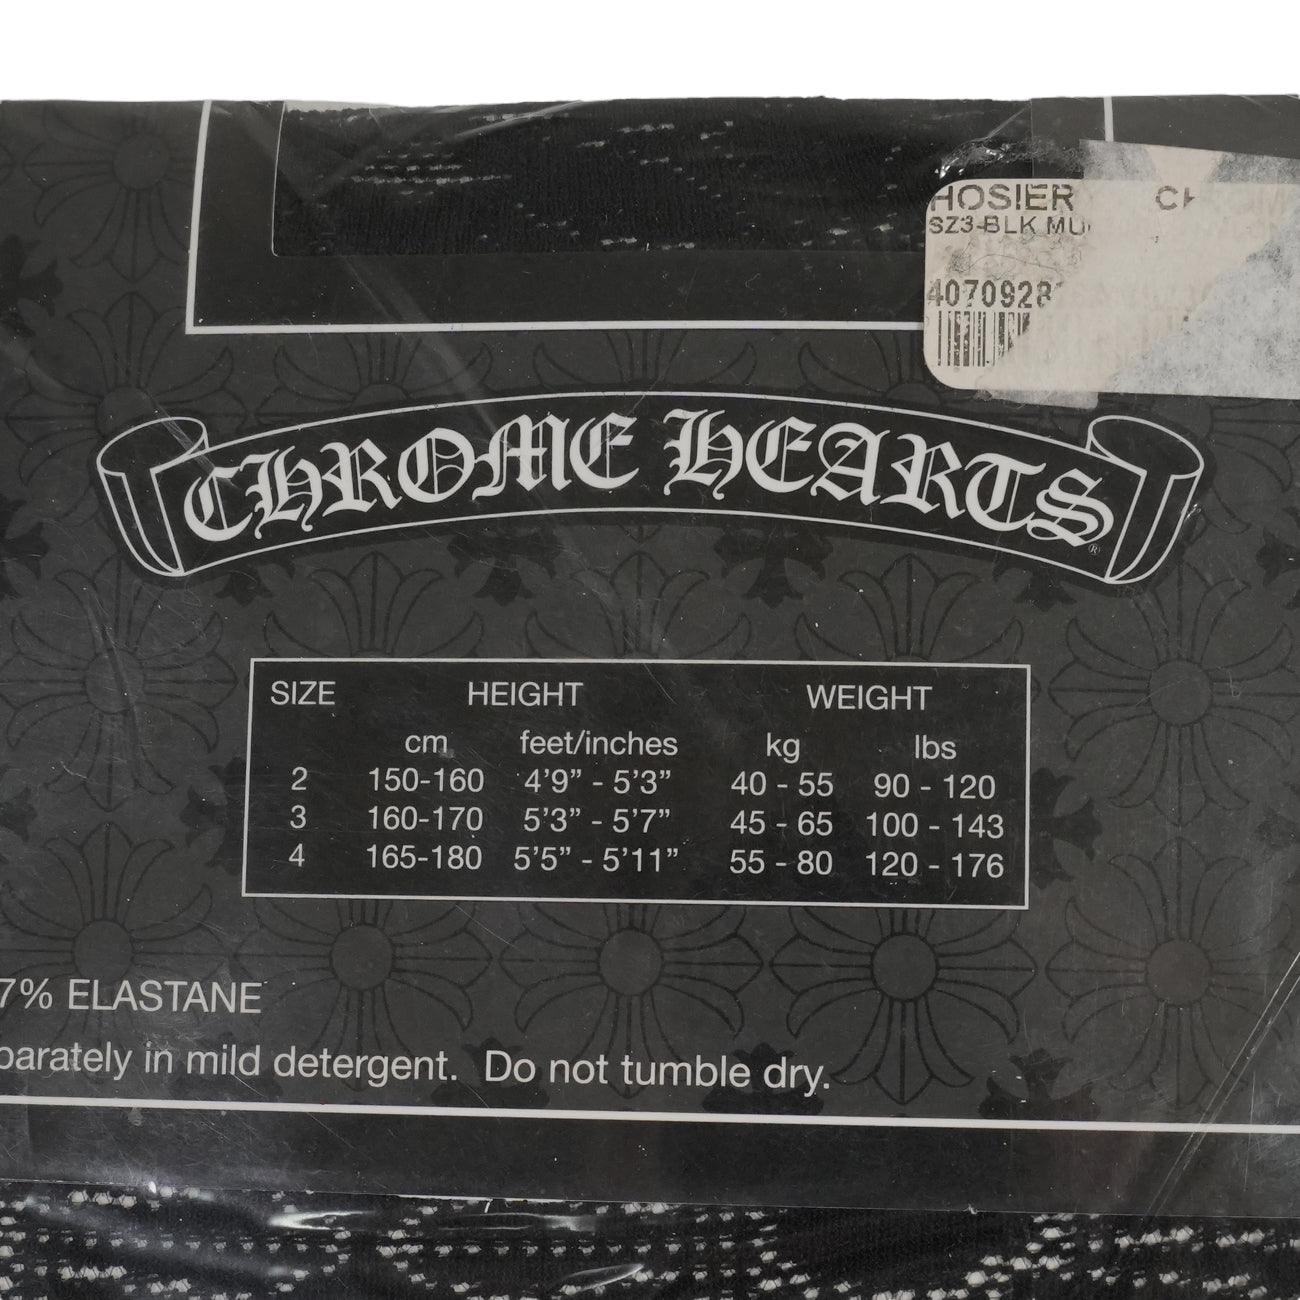 HOSIER
SZ3-BLK
4070928
CHROME HEARTS®
SIZE HEIGHT WEIGHT
cm feet/inches kg lbs
2 150-160 4'9” - 5'3” 40 - 55 90 - 120
3 160-170 5'3” - 5'7” 45 - 65 100 - 143
4 165-180 5'5” - 5'11” 55 - 80 120 - 176
7% ELASTANE
parately in mild detergent. Do not tumble dry.